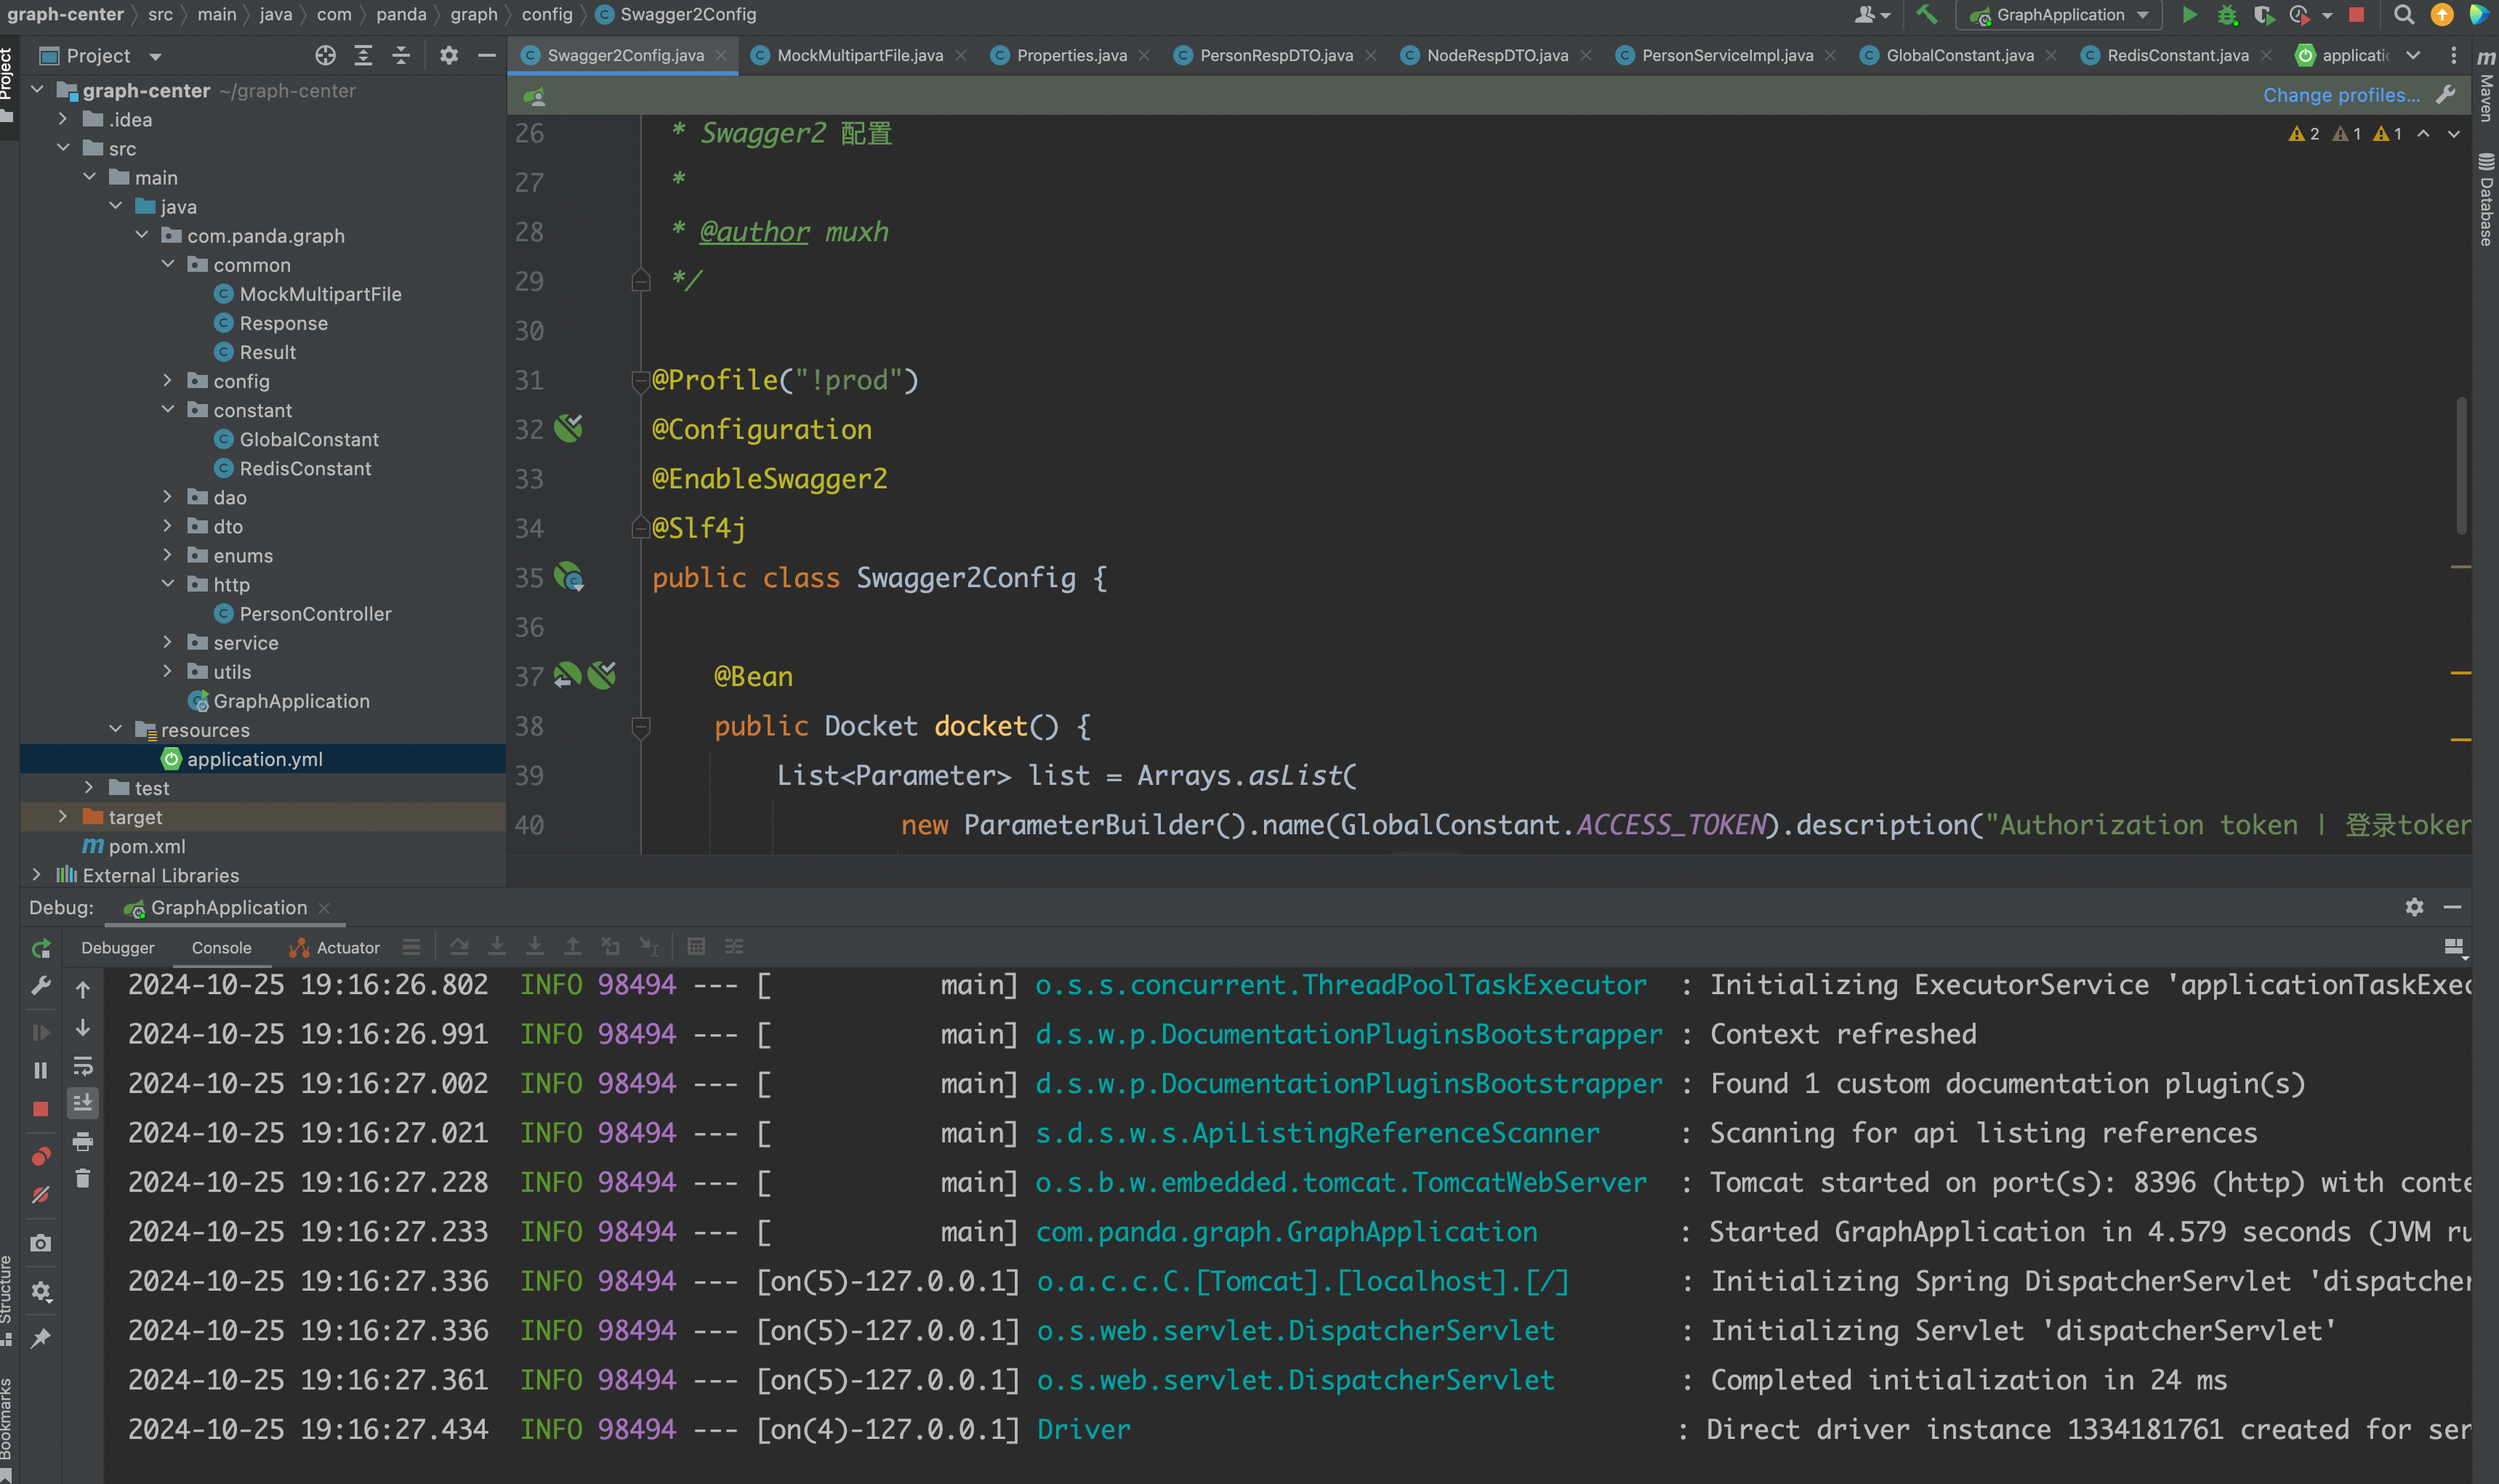 graph-center src main java com panda graph config Swagger2Config GraphApplication
Project
Swagger2Config.java MockMultipartFile.java Properties.java PersonRespDTO.java NodeRespDTO.java PersonServiceImpl.java GlobalConstant.java RedisConstant.java
Change profiles...
2 1 1
Project
Structure
Bookmarks
Maven
Database
graph-center ~/graph-center
.idea
src
main
java
com.panda.graph
common
MockMultipartFile
Response
Result
config
constant
GlobalConstant
RedisConstant
dao
dto
enums
http
PersonController
service
utils
GraphApplication
resources
application.yml
test
target
pom.xml
External Libraries
26 * Swagger2 配置
27 *
28 * @author muxh
29 */
30
31 @Profile("!prod")
32 @Configuration
33 @EnableSwagger2
34 @Slf4j
35 public class Swagger2Config {
36
37 @Bean
38 public Docket docket() {
39 List<Parameter> list = Arrays.asList(
40 new ParameterBuilder().name(GlobalConstant.ACCESS_TOKEN).description("Authorization token | 登录token
Debug: GraphApplication
Debugger Console Actuator
2024-10-25 19:16:26.802 INFO 98494 --- [ main] o.s.s.concurrent.ThreadPoolTaskExecutor : Initializing ExecutorService 'applicationTaskExec
2024-10-25 19:16:26.991 INFO 98494 --- [ main] d.s.w.p.DocumentationPluginsBootstrapper : Context refreshed
2024-10-25 19:16:27.002 INFO 98494 --- [ main] d.s.w.p.DocumentationPluginsBootstrapper : Found 1 custom documentation plugin(s)
2024-10-25 19:16:27.021 INFO 98494 --- [ main] s.d.s.w.s.ApiListingReferenceScanner : Scanning for api listing references
2024-10-25 19:16:27.228 INFO 98494 --- [ main] o.s.b.w.embedded.tomcat.TomcatWebServer : Tomcat started on port(s): 8396 (http) with conte
2024-10-25 19:16:27.233 INFO 98494 --- [ main] com.panda.graph.GraphApplication : Started GraphApplication in 4.579 seconds (JVM ru
2024-10-25 19:16:27.336 INFO 98494 --- [on(5)-127.0.0.1] o.a.c.c.C.[Tomcat].[localhost].[/] : Initializing Spring DispatcherServlet 'dispatcher
2024-10-25 19:16:27.336 INFO 98494 --- [on(5)-127.0.0.1] o.s.web.servlet.DispatcherServlet : Initializing Servlet 'dispatcherServlet'
2024-10-25 19:16:27.361 INFO 98494 --- [on(5)-127.0.0.1] o.s.web.servlet.DispatcherServlet : Completed initialization in 24 ms
2024-10-25 19:16:27.434 INFO 98494 --- [on(4)-127.0.0.1] Driver : Direct driver instance 1334181761 created for ser